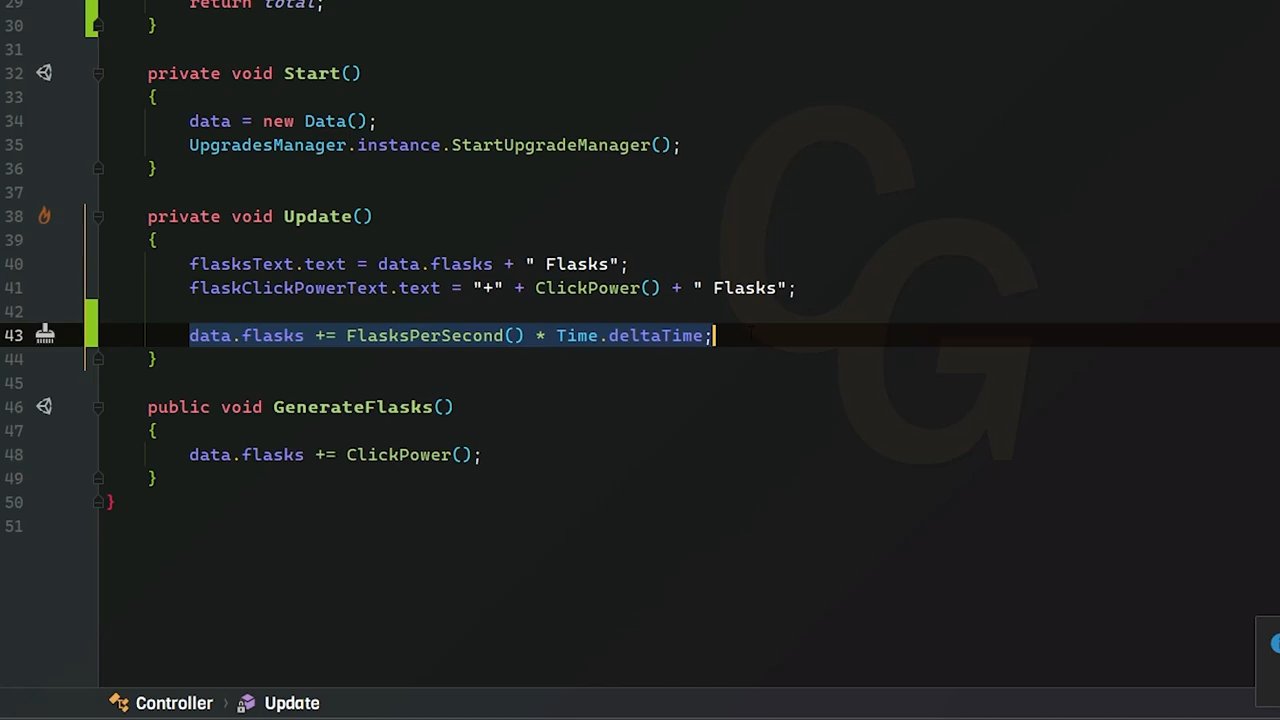 29 return total;
30 }
31
32 private void Start()
33 {
34 data = new Data();
35 UpgradesManager.instance.StartUpgradeManager();
36 }
37
38 private void Update()
39 {
40 flasksText.text = data.flasks + " Flasks";
41 flaskClickPowerText.text = "+" + ClickPower() + " Flasks";
42
43 data.flasks += FlasksPerSecond() * Time.deltaTime;
44 }
45
46 public void GenerateFlasks()
47 {
48 data.flasks += ClickPower();
49 }
50 }
51
CG
Controller › Update